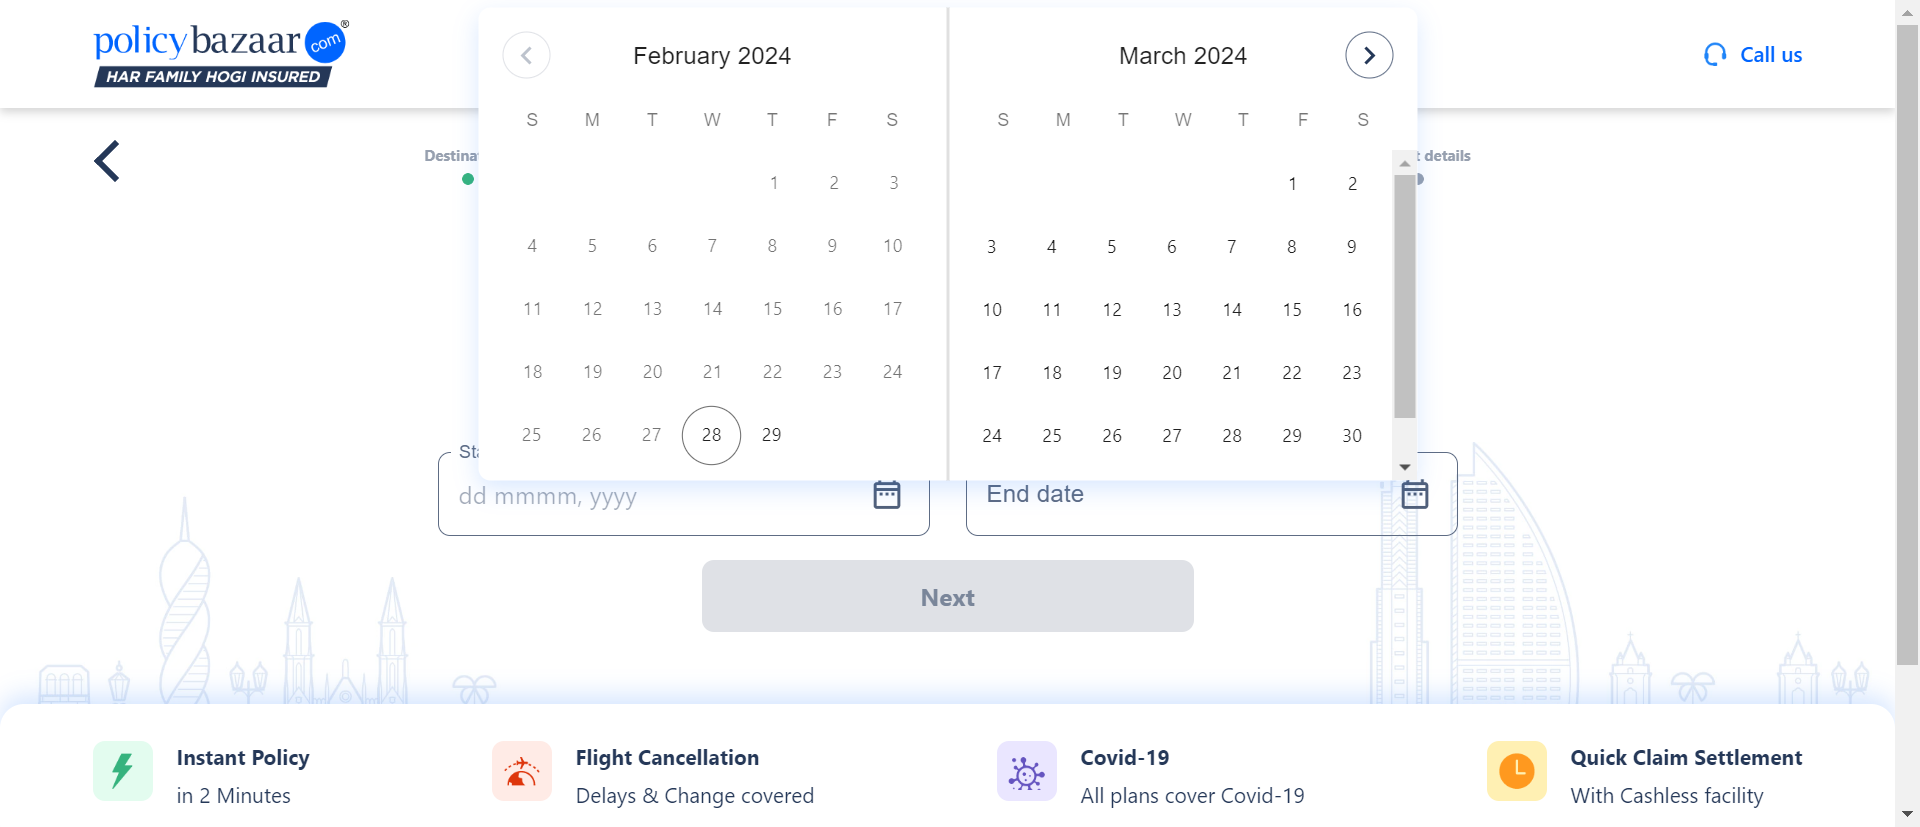 policybazaar com ®
HAR FAMILY HOGI INSURED
Call us
February 2024
S M T W T F S
1 2 3
4 5 6 7 8 9 10
11 12 13 14 15 16 17
18 19 20 21 22 23 24
25 26 27 28 29
March 2024
S M T W T F S
1 2
3 4 5 6 7 8 9
10 11 12 13 14 15 16
17 18 19 20 21 22 23
24 25 26 27 28 29 30
details
dd mmmm, yyyy
End date
Next
Instant Policy
in 2 Minutes
Flight Cancellation
Delays & Change covered
Covid-19
All plans cover Covid-19
Quick Claim Settlement
With Cashless facility